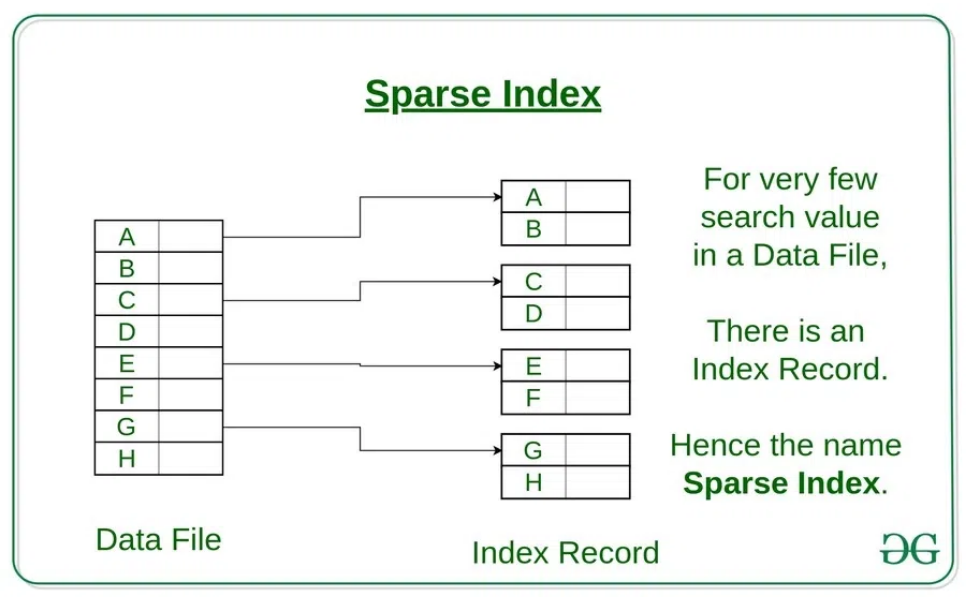 Sparse Index
A
B
C
D
E
F
G
H
Data File
A
B
C
D
E
F
G
H
Index Record
For very few
search value
in a Data File,
There is an
Index Record.
Hence the name
Sparse Index.